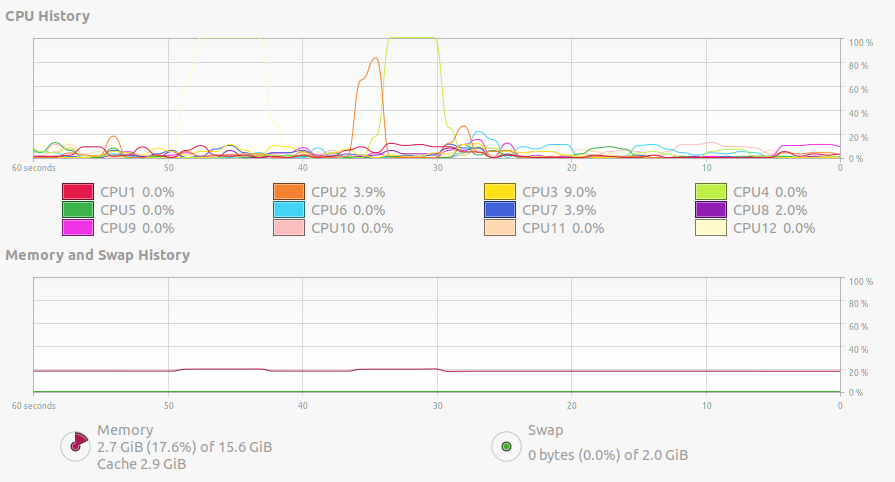 CPU History
100 %
80 %
60 %
40 %
20 %
0 %
60 seconds 50 40 30 20 10 0
CPU1 0.0% CPU2 3.9% CPU3 9.0% CPU4 0.0%
CPU5 0.0% CPU6 0.0% CPU7 3.9% CPU8 2.0%
CPU9 0.0% CPU10 0.0% CPU11 0.0% CPU12 0.0%
Memory and Swap History
100 %
80 %
60 %
40 %
20 %
0 %
60 seconds 50 40 30 20 10 0
Memory
2.7 GiB (17.6%) of 15.6 GiB
Cache 2.9 GiB
Swap
0 bytes (0.0%) of 2.0 GiB